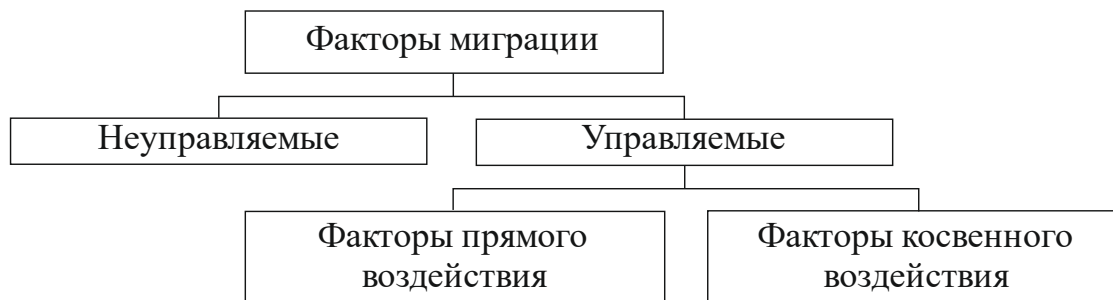 Факторы миграции
Неуправляемые
Управляемые
Факторы прямого
воздействия
Факторы косвенного
воздействия